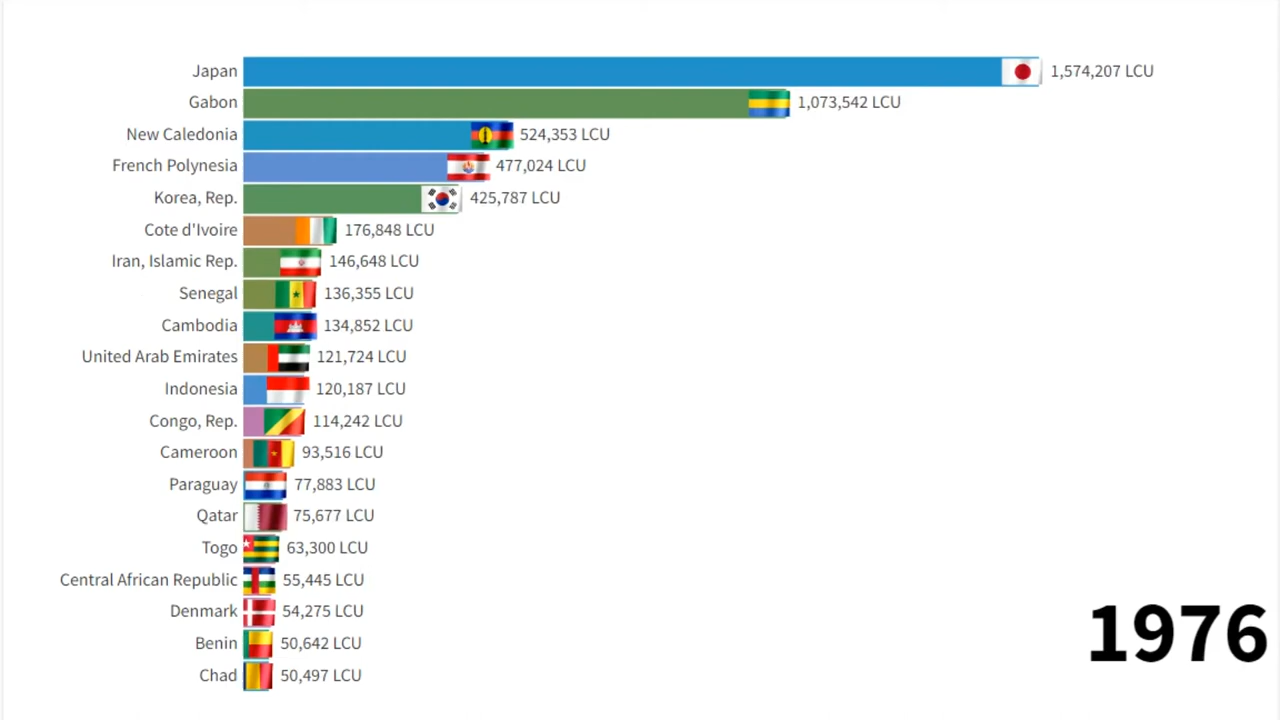 Japan 1,574,207 LCU
Gabon 1,073,542 LCU
New Caledonia 524,353 LCU
French Polynesia 477,024 LCU
Korea, Rep. 425,787 LCU
Cote d'Ivoire 176,848 LCU
Iran, Islamic Rep. 146,648 LCU
Senegal 136,355 LCU
Cambodia 134,852 LCU
United Arab Emirates 121,724 LCU
Indonesia 120,187 LCU
Congo, Rep. 114,242 LCU
Cameroon 93,516 LCU
Paraguay 77,883 LCU
Qatar 75,677 LCU
Togo 63,300 LCU
Central African Republic 55,445 LCU
Denmark 54,275 LCU
Benin 50,642 LCU
Chad 50,497 LCU
1976